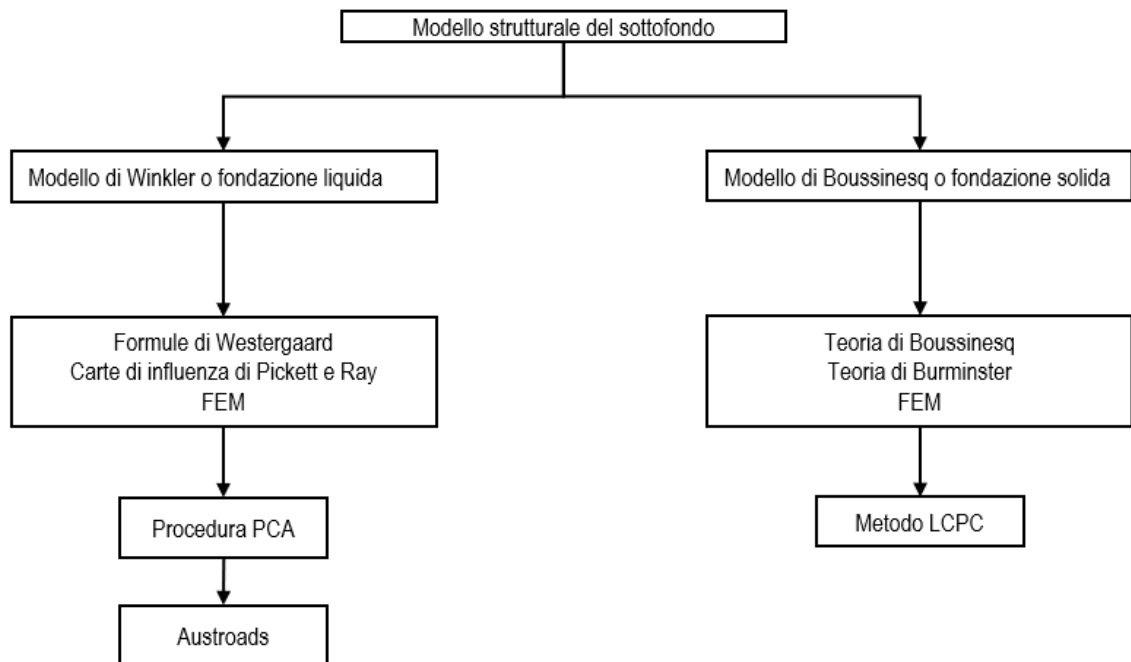 Modello strutturale del sottofondo
Modello di Winkler o fondazione liquida
Modello di Boussinesq o fondazione solida
Formule di Westergaard
Carte di influenza di Pickett e Ray
FEM
Teoria di Boussinesq
Teoria di Burminster
FEM
Procedura PCA
Metodo LCPC
Austroads